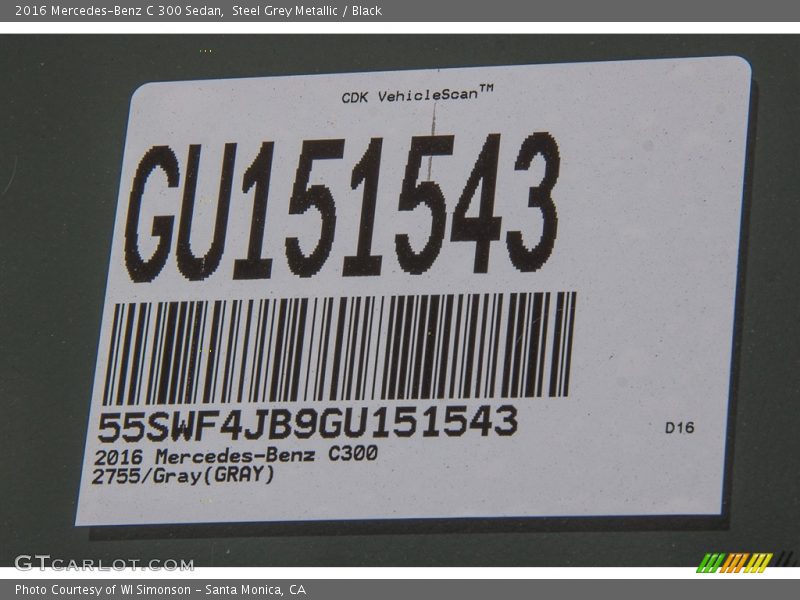 2016 Mercedes-Benz C 300 Sedan, Steel Grey Metallic / Black
CDK VehicleScan™
GU151543
55SWF4JB9GU151543
D16
2016 Mercedes-Benz C300
2755/Gray(GRAY)
GTcarlot.com
Photo Courtesy of WI Simonson - Santa Monica, CA